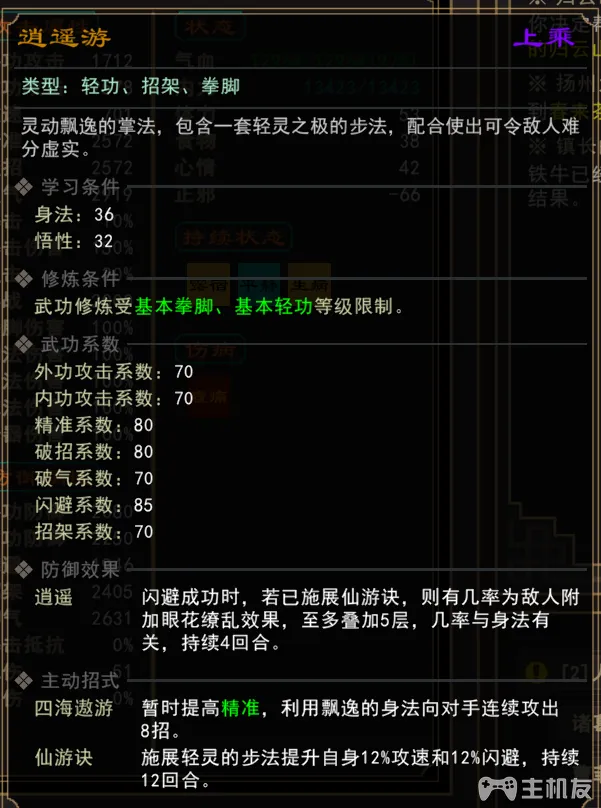 逍遥游 上乘
类型：轻功、招架、拳脚
灵动飘逸的掌法，包含一套轻灵之极的步法，配合使出可令敌人难
分虚实。
学习条件
身法：36
悟性：32
修炼条件
武功修炼受基本拳脚、基本轻功等级限制。
武功系数
外功攻击系数：70
内功攻击系数：70
精准系数：80
破招系数：80
破气系数：70
闪避系数：85
招架系数：70
防御效果
逍遥 闪避成功时，若已施展仙游诀，则有几率为敌人附
加眼花缭乱效果，至多叠加5层，几率与身法有
关，持续4回合。
主动招式
四海遨游 暂时提高精准，利用飘逸的身法向对手连续攻出
8招。
仙游诀 施展轻灵的步法提升自身12%攻速和12%闪避，持续
12回合。
主机友